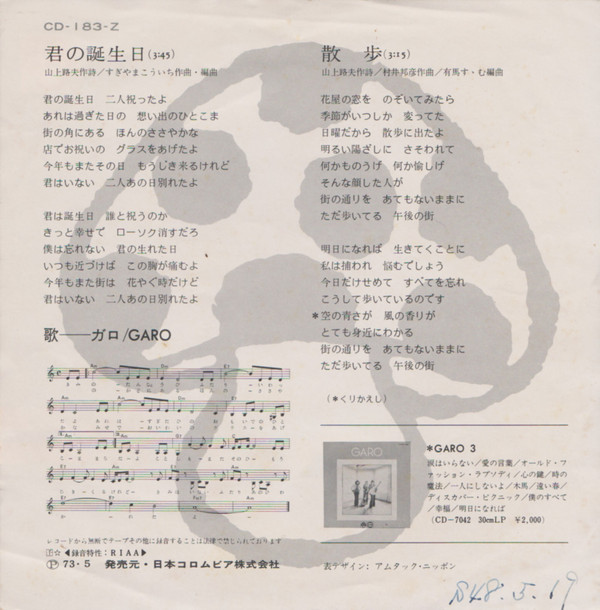 CD-183-Z
君の誕生日(3:45)
山上路夫作詩/すぎやまこういち作曲・編曲
君の誕生日 二人祝ったよ
あれは過ぎた日の 想い出のひとこま
街の角にある ほんのささやかな
店でお祝いの グラスをあげたよ
今年もまたその日 もうじき来るけれど
君はいない 二人あの日別れたよ
君は誕生日 誰と祝うのか
きっと幸せで ローソク消すだろ
僕は忘れない 君の生れた日
いつも近づけば この胸が痛むよ
今年もまた街は 花やぐ時だけど
君はいない 二人あの日別れたよ
歌──ガロ/GARO
レコードから無断でテープその他に録音することは法律で禁じられております
◀録音特性:RIAA▶
Ⓟ73・5 発売元・日本コロムビア株式会社
散 歩(3:15)
山上路夫作詩/村井邦彦作曲/有馬すゝむ編曲
花屋の窓を のぞいてみたら
季節がいつしか 変ってた
日曜だから 散歩に出たよ
明るい陽ざしに さそわれて
何かものうげ 何か愉しげ
そんな顔した人が
街の通りを あてもないままに
ただ歩いてる 午後の街
明日になれば 生きてくことに
私は捕われ 悩むでしょう
今日だけせめて すべてを忘れ
こうして歩いているのです
*空の青さが 風の香りが
とても身近にわかる
街の通りを あてもないままに
ただ歩いてる 午後の街
(*くりかえし)
GARO
*GARO 3
涙はいらない/愛の言葉/オールド・フ
ァッション・ラブソディ/心の鍵/時の
魔法/一人にしないよ/木馬/遠い春/
ディスカバー・ピクニック/僕のすべて
/幸福/明日になれば
(CD-7042 30cmLP ¥2,000)
表デザイン: アムタック・ニッポン
S48.5.19